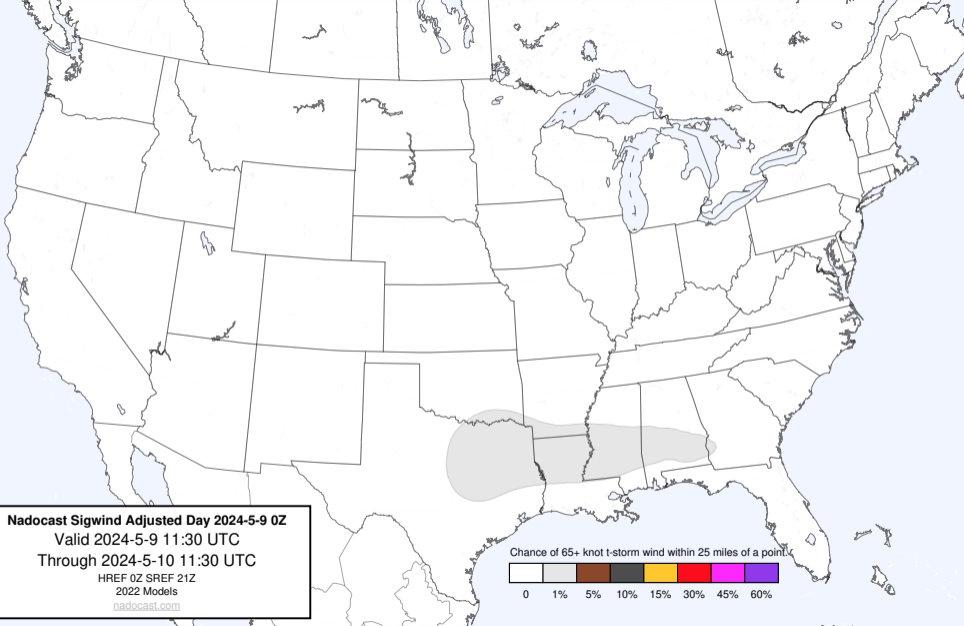 Nadocast Sigwind Adjusted Day 2024-5-9 0Z
Valid 2024-5-9 11:30 UTC
Through 2024-5-10 11:30 UTC
HREF 0Z SREF 21Z
2022 Models
nadocast.com
Chance of 65+ knot t-storm wind within 25 miles of a point.
0 1% 5% 10% 15% 30% 45% 60%